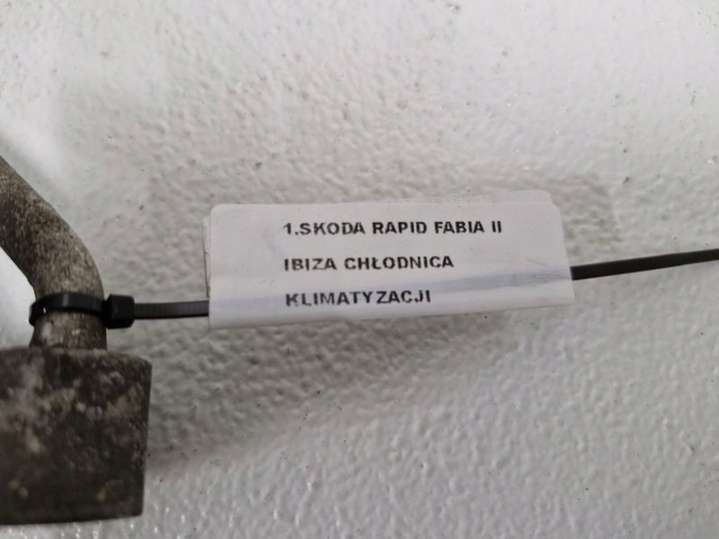 1.SKODA RAPID FABIA II
IBIZA CHŁODNICA
KLIMATYZACJI